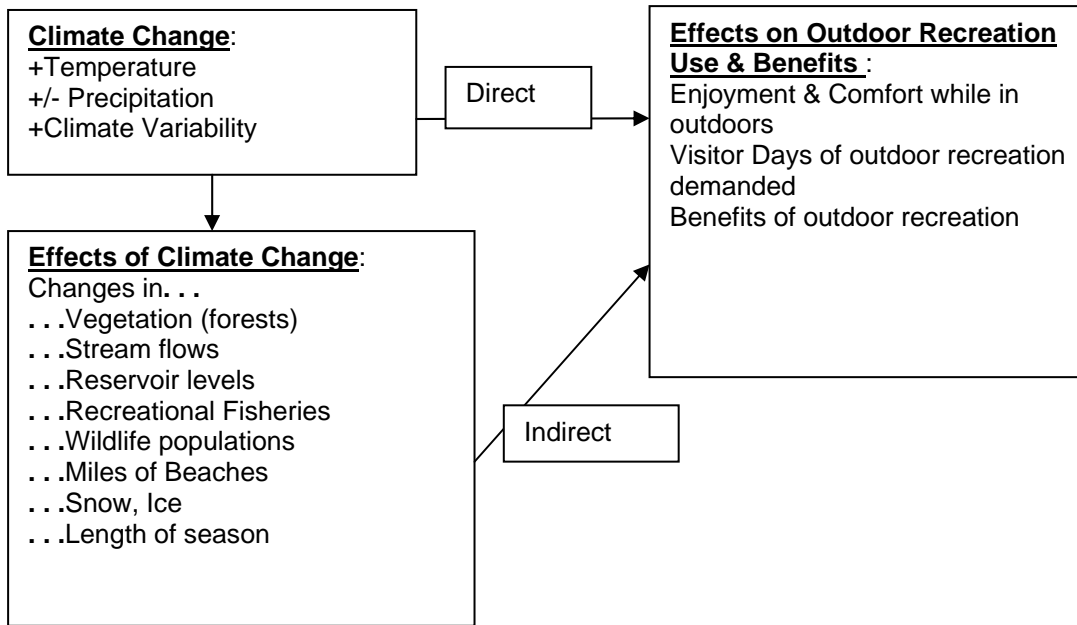 Climate Change:
+Temperature
+/- Precipitation
+Climate Variability
Direct
Effects on Outdoor Recreation
Use & Benefits :
Enjoyment & Comfort while in
outdoors
Visitor Days of outdoor recreation
demanded
Benefits of outdoor recreation
Effects of Climate Change:
Changes in. . .
. . .Vegetation (forests)
. . .Stream flows
. . .Reservoir levels
. . .Recreational Fisheries
. . .Wildlife populations
. . .Miles of Beaches
. . .Snow, Ice
. . .Length of season
Indirect